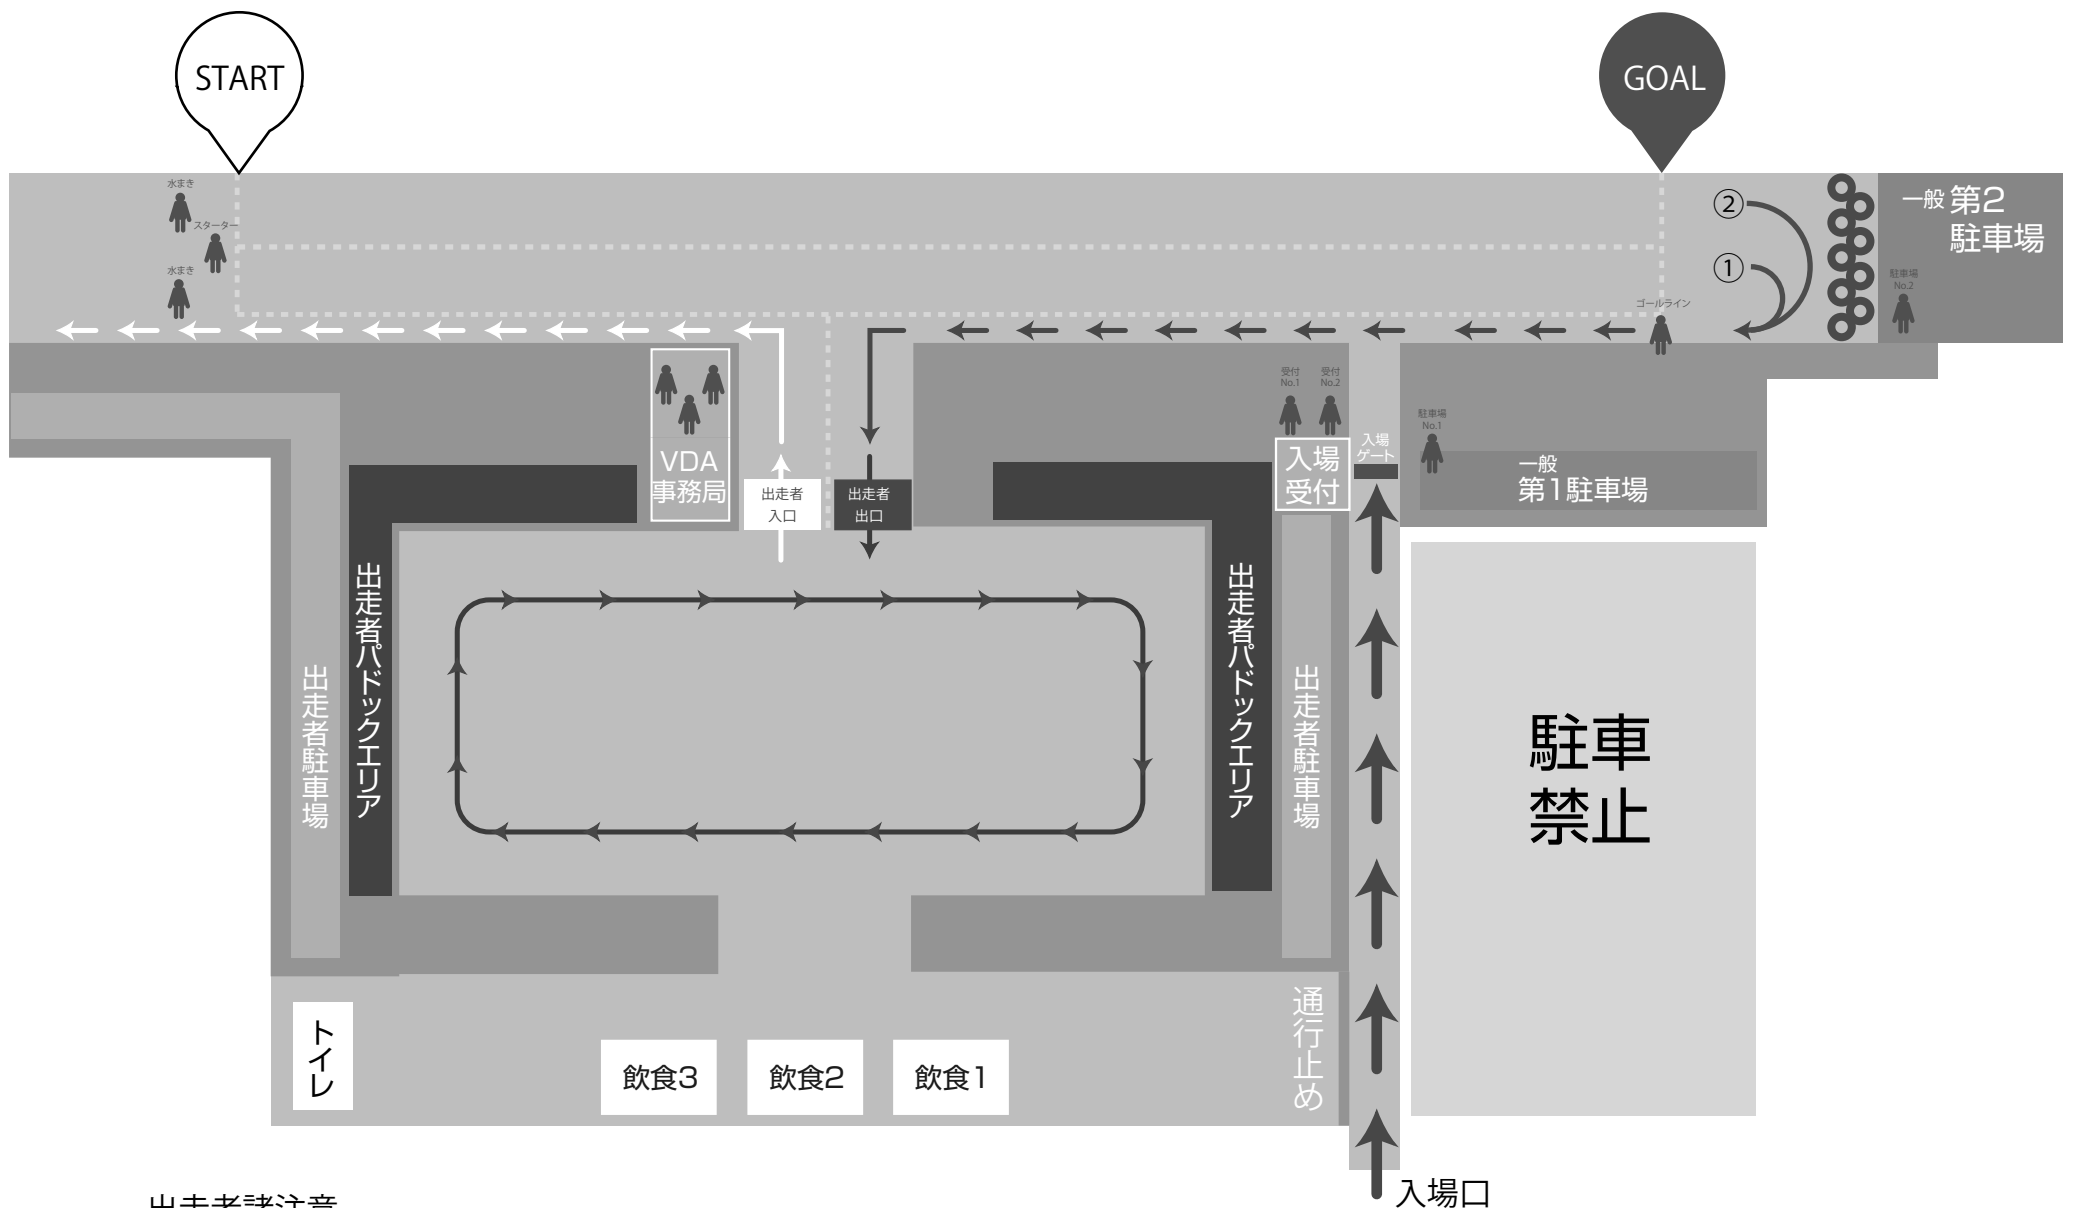 START
GOAL
水まき
スターター
水まき
②
①
ゴールライン
一般 第2
駐車場
駐車場
No.2
受付
No.1
受付
No.2
駐車場
No.1
VDA
事務局
出走者
入口
出走者
出口
入場
受付
入場
ゲート
一般
第1駐車場
出走者駐車場
出走者パドックエリア
出走者パドックエリア
出走者駐車場
駐車
禁止
トイレ
飲食3
飲食2
飲食1
通行止め
入場口
出走者諸注意